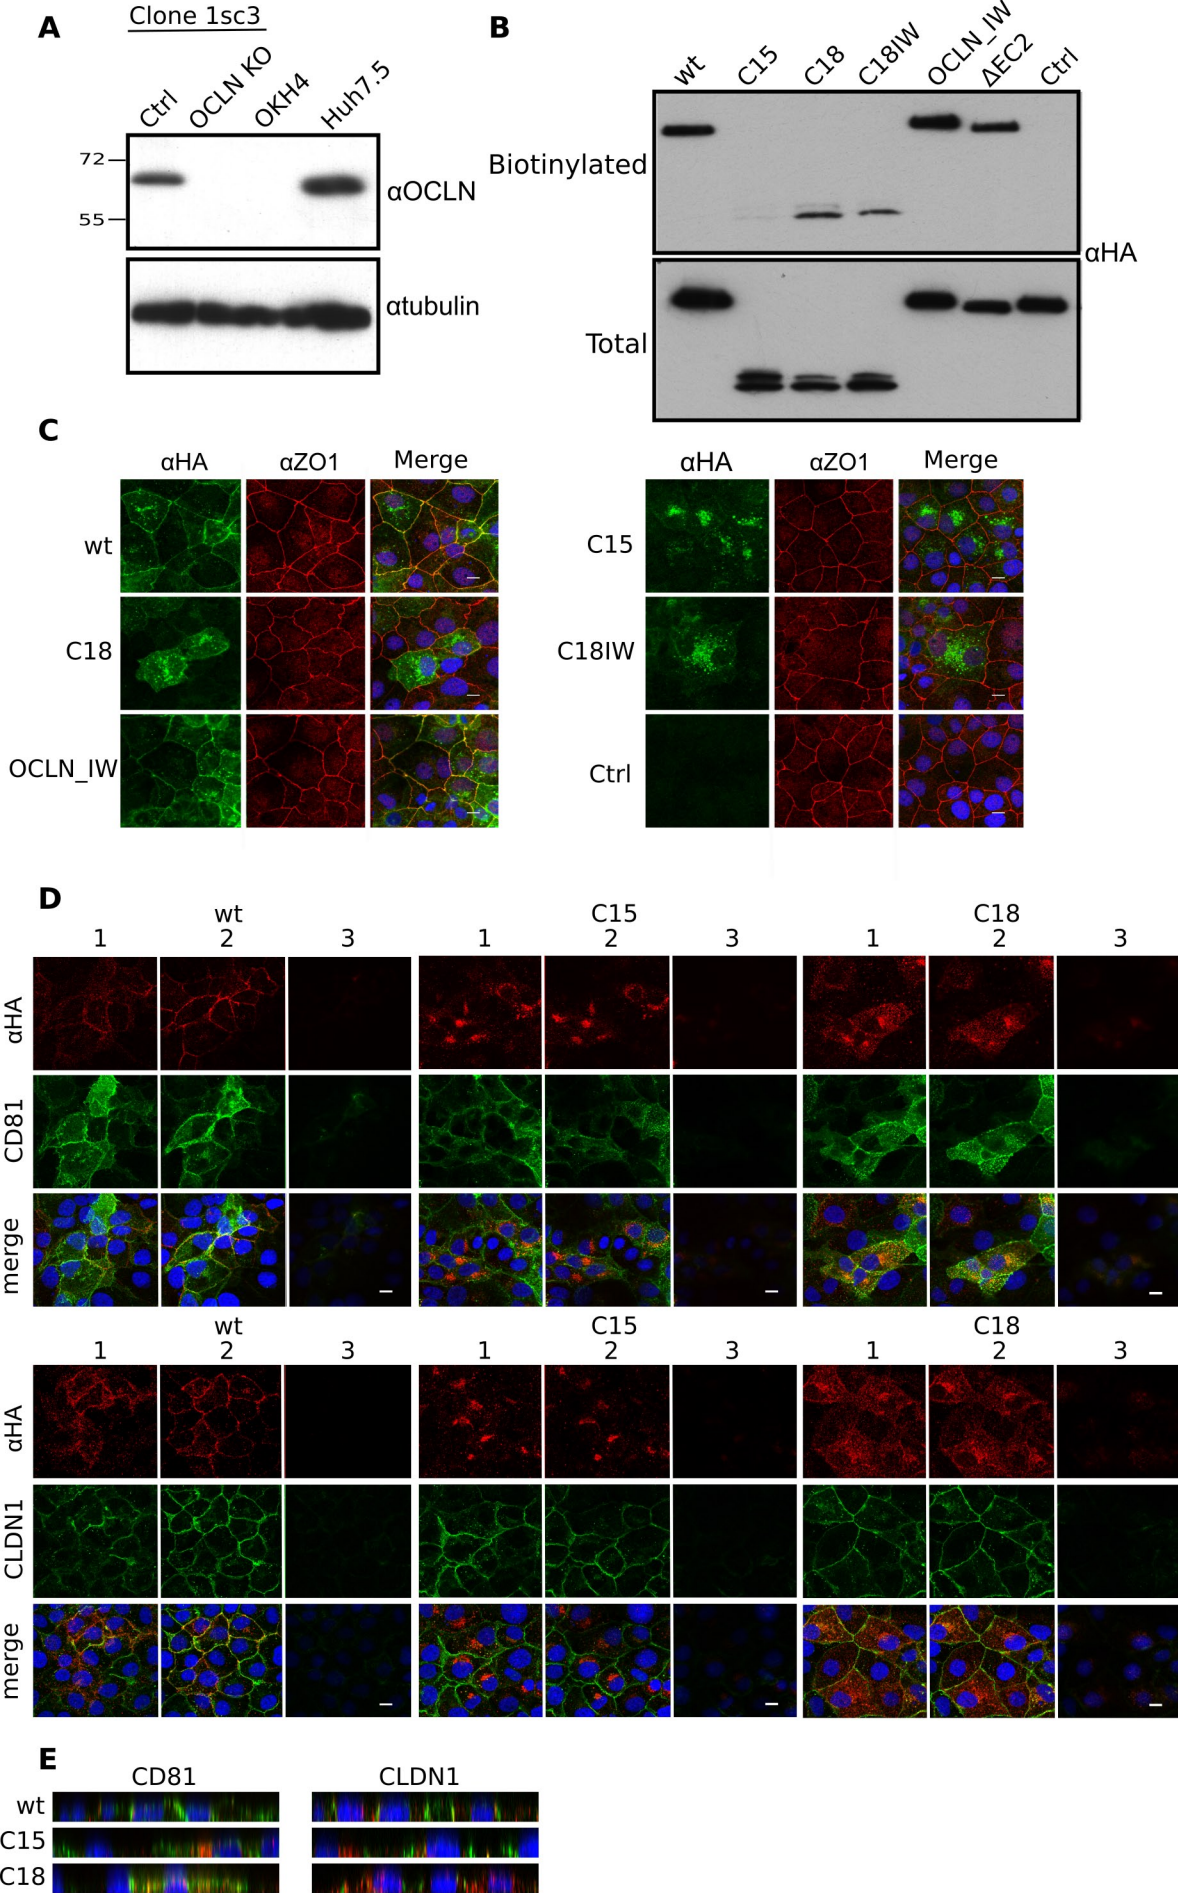 A
Clone 1sc3
Ctrl
OCLN KO
OKH4
Huh7.5
72
55
αOCLN
αtubulin
B
wt
C15
C18
C18IW
OCLN_IW
ΔEC2
Ctrl
Biotinylated
Total
αHA
C
αHA αZO1 Merge
wt
C18
OCLN_IW
αHA αZO1 Merge
C15
C18IW
Ctrl
D
wt C15 C18
1 2 3 1 2 3 1 2 3
αHA
CD81
merge
wt C15 C18
1 2 3 1 2 3 1 2 3
αHA
CLDN1
merge
E
CD81 CLDN1
wt
C15
C18